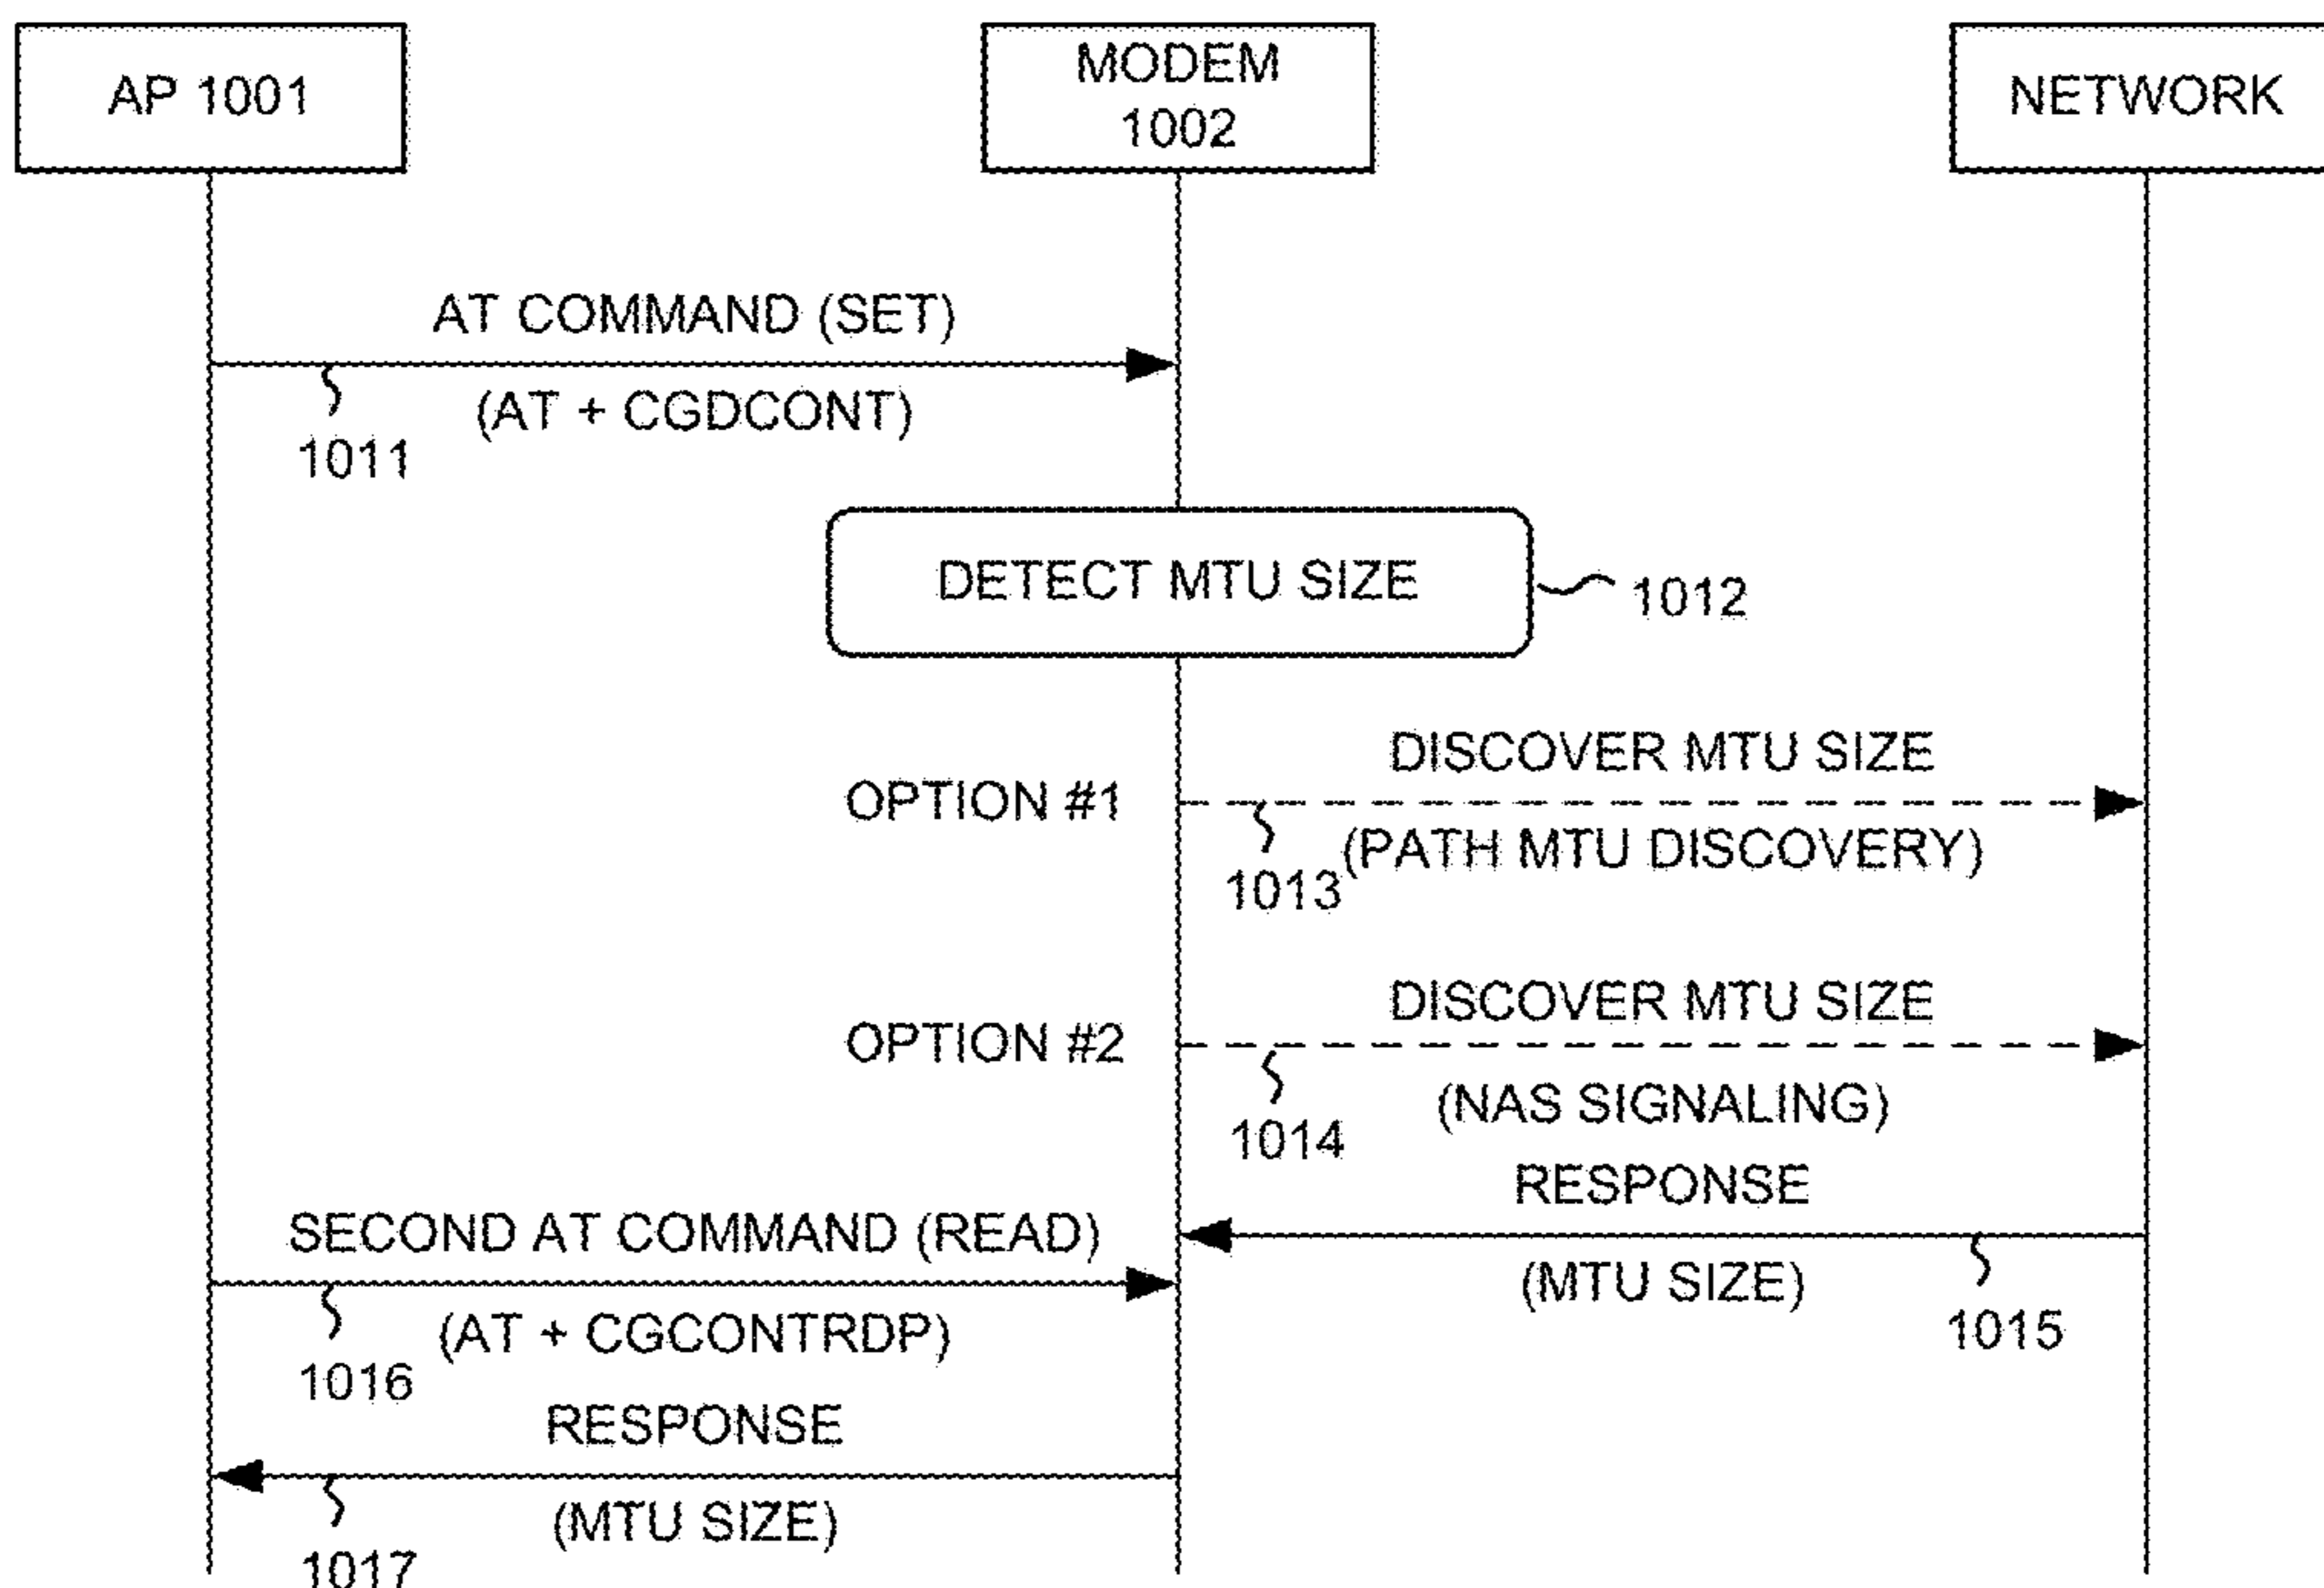 AP 1001
MODEM
1002
NETWORK
AT COMMAND (SET)
(AT + CGDCONT)
1011
DETECT MTU SIZE
1012
DISCOVER MTU SIZE
OPTION #1
(PATH MTU DISCOVERY)
1013
DISCOVER MTU SIZE
OPTION #2
(NAS SIGNALING)
1014
RESPONSE
SECOND AT COMMAND (READ)
(MTU SIZE)
1015
(AT + CGCONTRDP)
1016
RESPONSE
(MTU SIZE)
1017